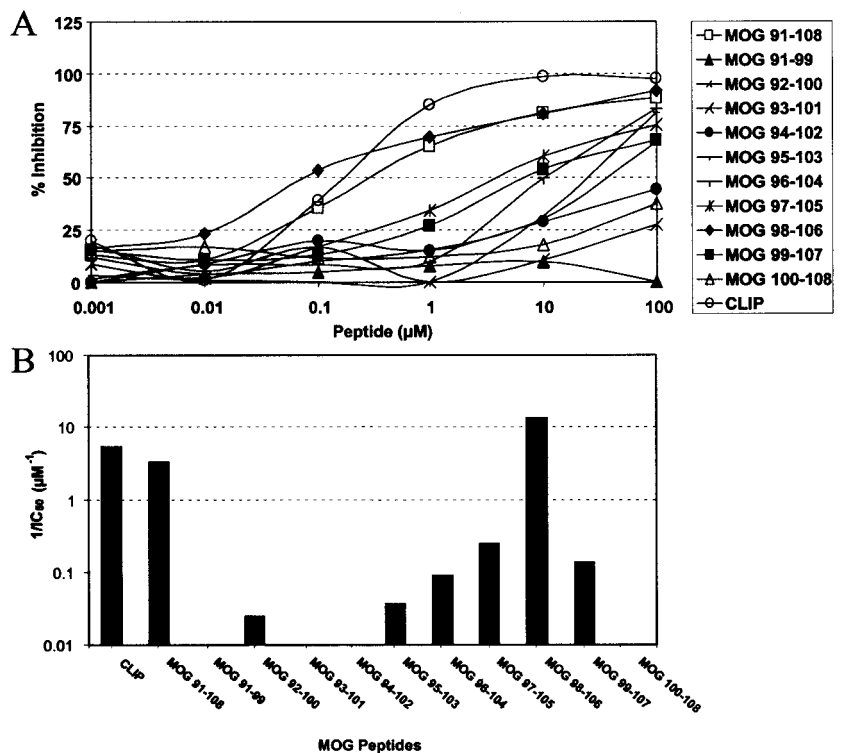 A
125
100
75
50
25
0
% Inhibition
0.001 0.01 0.1 1 10 100
Peptide (µM)
MOG 91-108
MOG 91-99
MOG 92-100
MOG 93-101
MOG 94-102
MOG 95-103
MOG 96-104
MOG 97-105
MOG 98-106
MOG 99-107
MOG 100-108
CLIP
B
100
10
1
0.1
0.01
1/IC50 (µM-1)
CLIP
MOG 91-108
MOG 91-99
MOG 92-100
MOG 93-101
MOG 94-102
MOG 95-103
MOG 96-104
MOG 97-105
MOG 98-106
MOG 99-107
MOG 100-108
MOG Peptides